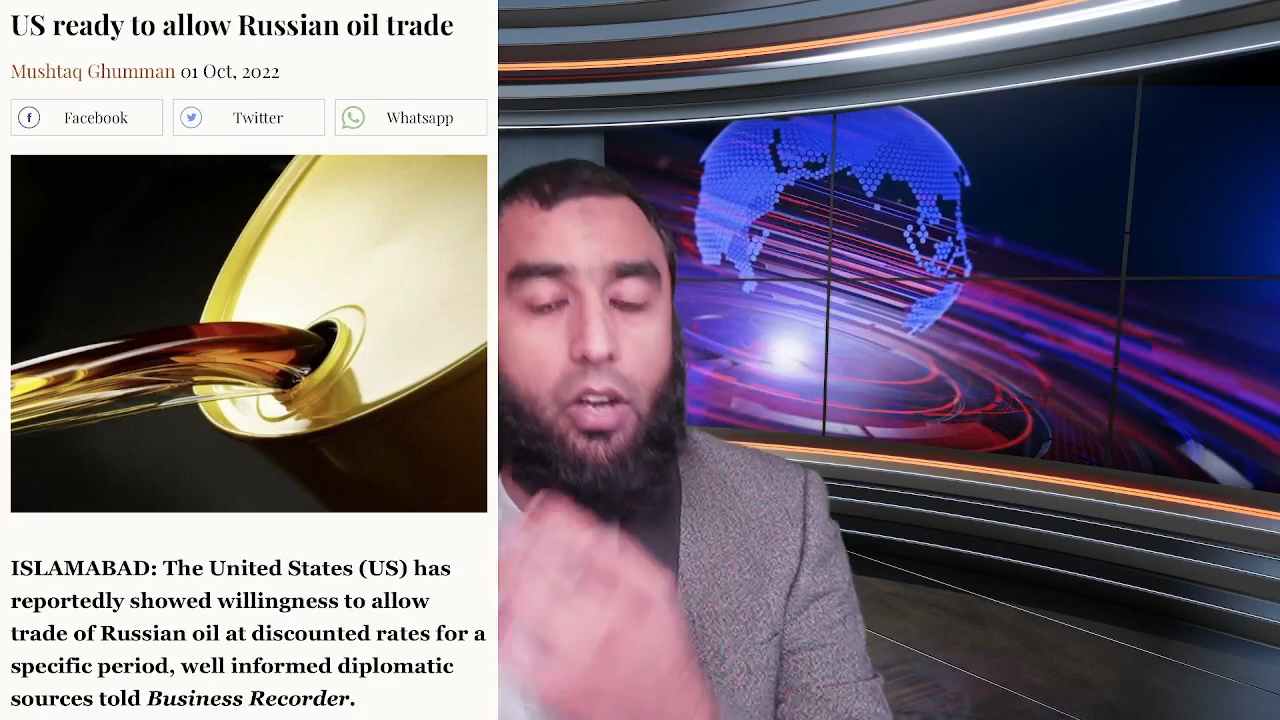 US ready to allow Russian oil trade
Mushtaq Ghumman 01 Oct, 2022
Facebook Twitter Whatsapp
ISLAMABAD: The United States (US) has
reportedly showed willingness to allow
trade of Russian oil at discounted rates for a
specific period, well informed diplomatic
sources told Business Recorder.